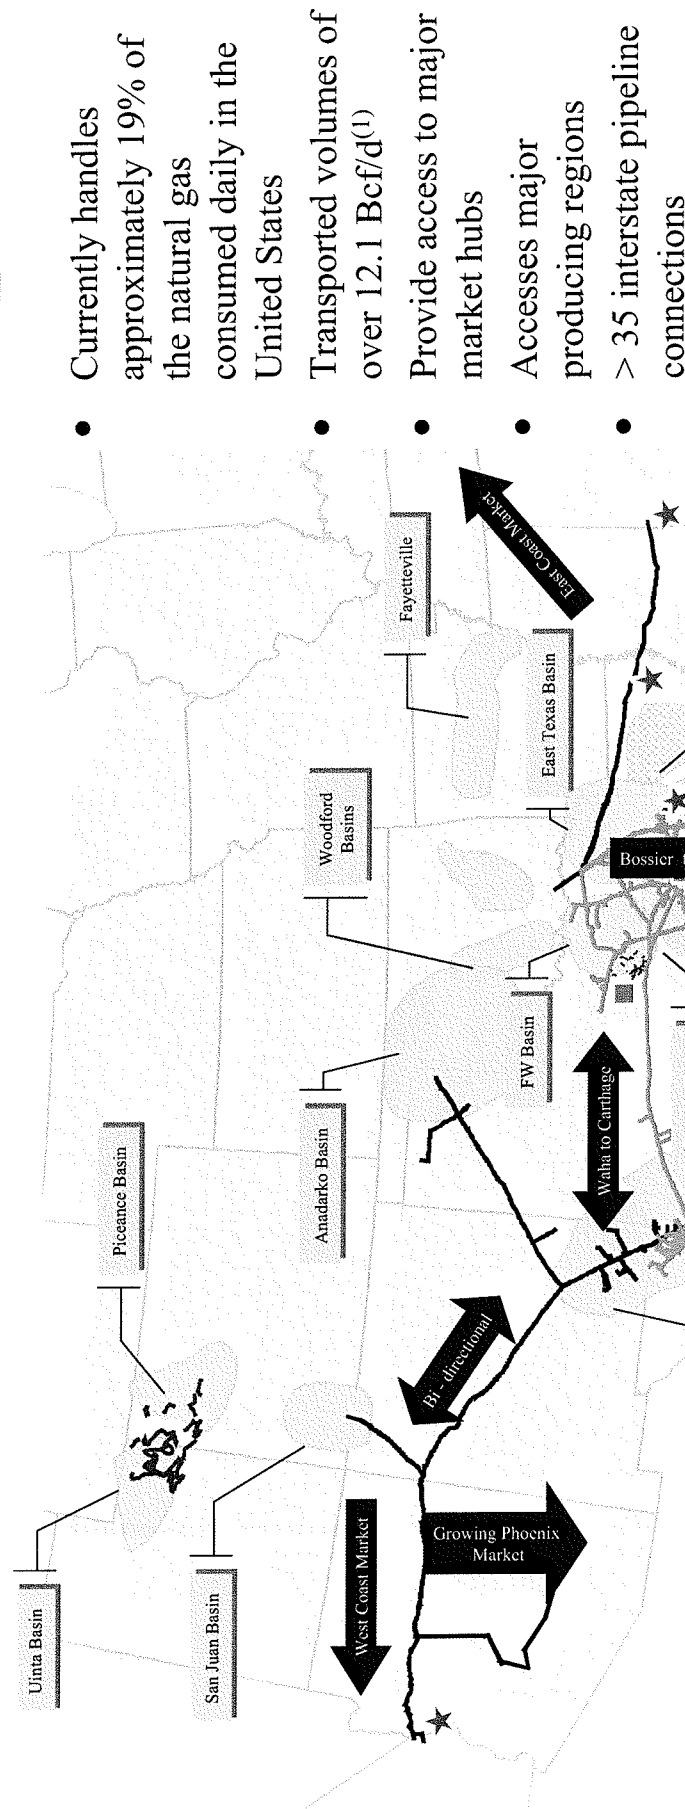 Uinta Basin
Piceance Basin
San Juan Basin
Anadarko Basin
Woodford
Basins
Fayetteville
West Coast Market
Bi - directional
FW Basin
East Texas Basin
East Coast Market
Growing Phoenix
Market
Waha to Carthage
Bossier
● Currently handles
approximately 19% of
the natural gas
consumed daily in the
United States
● Transported volumes of
over 12.1 Bcf/d(1)
● Provide access to major
market hubs
● Accesses major
producing regions
● > 35 interstate pipeline
connections